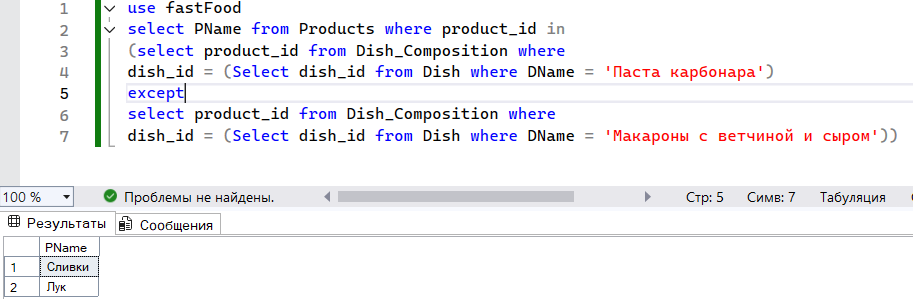 1 use fastFood
2 select PName from Products where product_id in
3 (select product_id from Dish_Composition where
4 dish_id = (Select dish_id from Dish where DName = 'Паста карбонара')
5 except
6 select product_id from Dish_Composition where
7 dish_id = (Select dish_id from Dish where DName = 'Макароны с ветчиной и сыром'))
100 % Проблемы не найдены. Стр: 5 Симв: 7 Табуляция
Результаты Сообщения
PName
1 Сливки
2 Лук